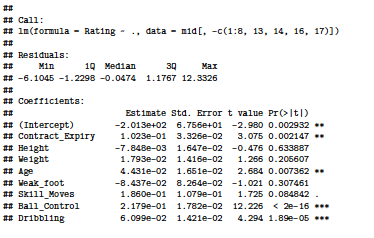 ##
## Call:
## lm(formula = Rating ~ ., data = mid[, -c(1:8, 13, 14, 16, 17)])
##
## Residuals:
## Min 1Q Median 3Q Max
## -6.1045 -1.2298 -0.0474 1.1767 12.3326
##
## Coefficients:
## Estimate Std. Error t value Pr(>|t|)
## (Intercept) -2.013e+02 6.756e+01 -2.980 0.002932 **
## Contract_Expiry 1.023e-01 3.326e-02 3.075 0.002147 **
## Height -7.848e-03 1.647e-02 -0.476 0.633887
## Weight 1.793e-02 1.416e-02 1.266 0.205607
## Age 4.431e-02 1.651e-02 2.684 0.007362 **
## Weak_foot -8.437e-02 8.264e-02 -1.021 0.307461
## Skill_Moves 1.860e-01 1.079e-01 1.725 0.084842 .
## Ball_Control 2.179e-01 1.782e-02 12.226 < 2e-16 ***
## Dribbling 6.099e-02 1.421e-02 4.294 1.89e-05 ***